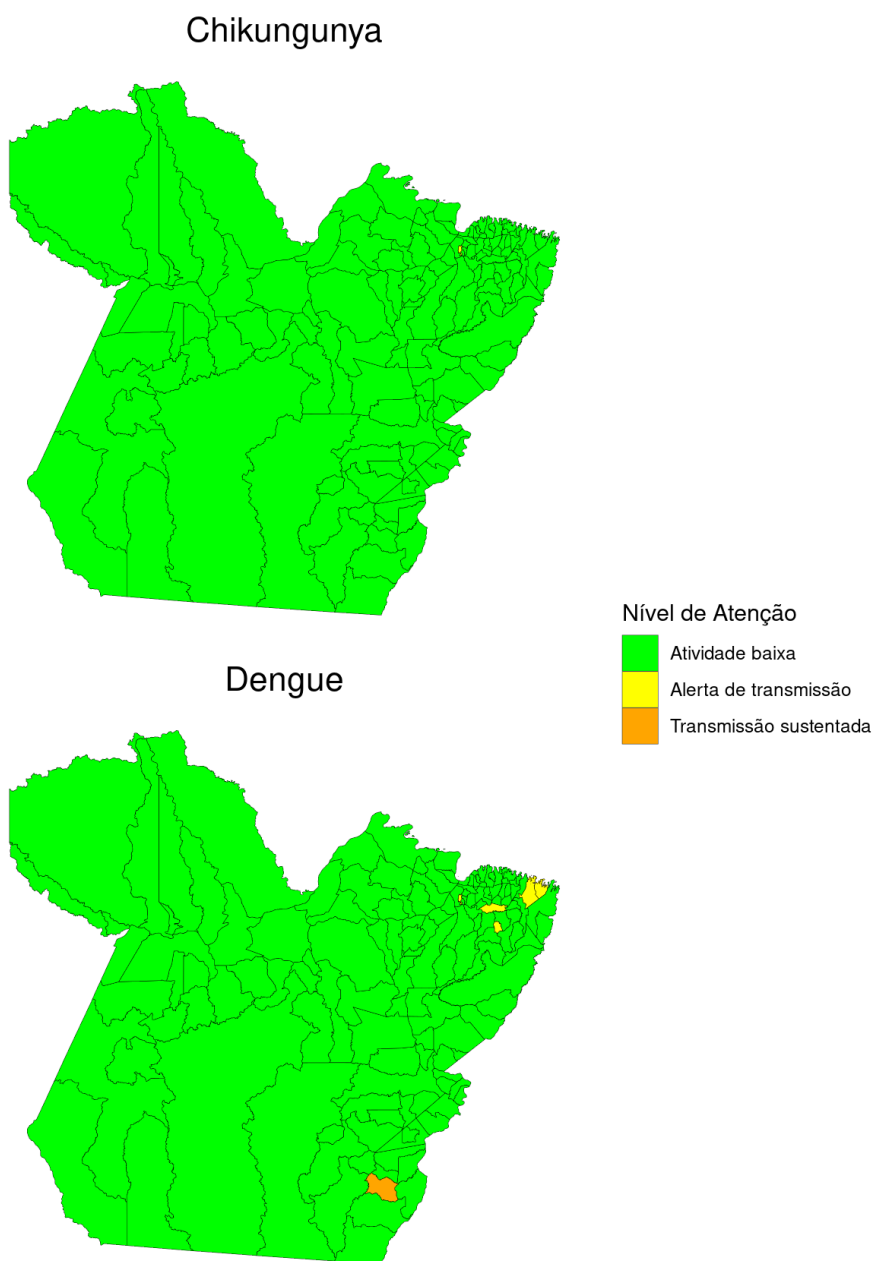 Chikungunya
Nível de Atenção
Atividade baixa
Alerta de transmissão
Transmissão sustentada
Dengue